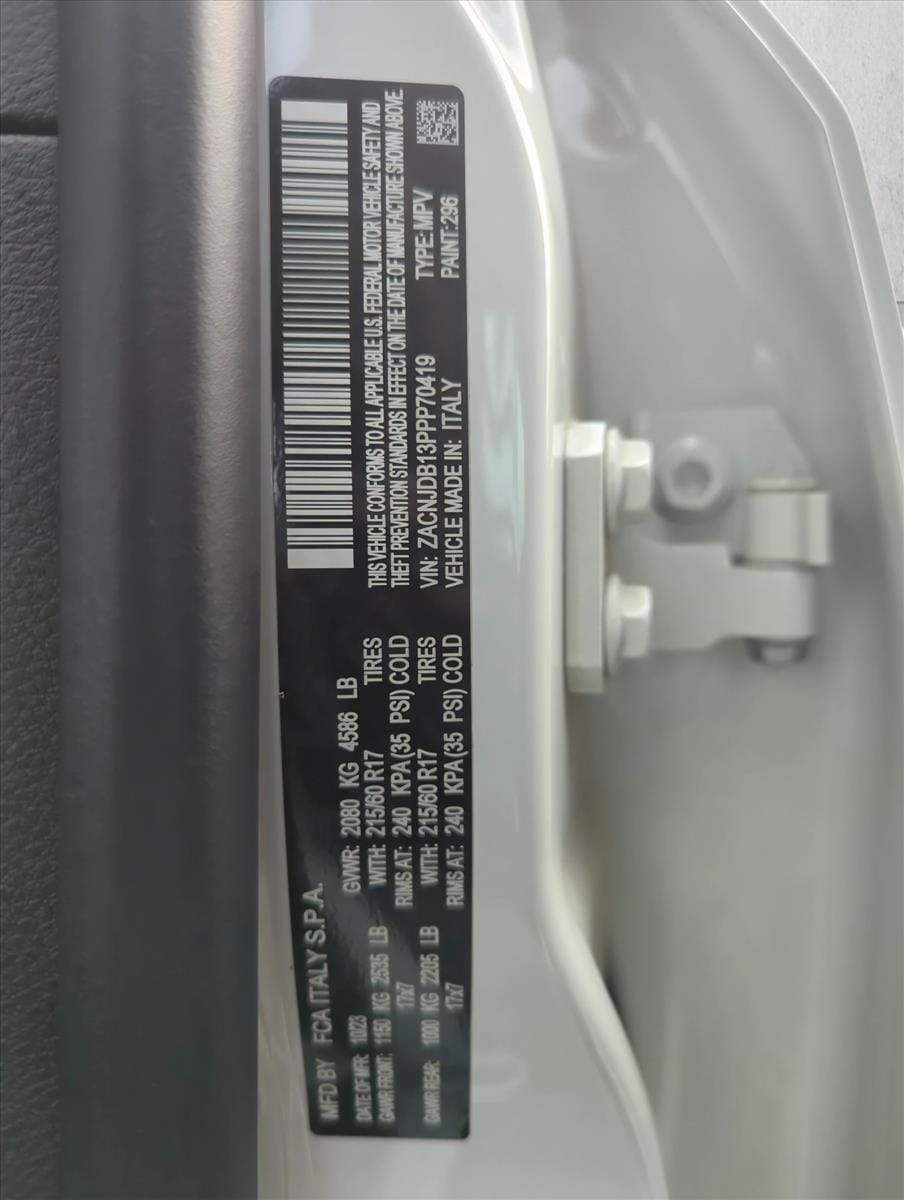 MFD BY FCA ITALY S.P.A.
DATE OF MFR: 10/23 GVWR: 2080 KG 4586 LB
GAWR FRONT: 1150 KG 2535 LB WITH: 215/60 R17 TIRES
17x7 RIMS AT: 240 KPA(35 PSI) COLD
GAWR REAR: 1000 KG 2205 LB WITH: 215/60 R17 TIRES
17x7 RIMS AT: 240 KPA(35 PSI) COLD
THIS VEHICLE CONFORMS TO ALL APPLICABLE U.S. FEDERAL MOTOR VEHICLE SAFETY AND
THEFT PREVENTION STANDARDS IN EFFECT ON THE DATE OF MANUFACTURE SHOWN ABOVE.
VIN: ZACNJDB13PPP70419 TYPE: MPV
VEHICLE MADE IN: ITALY PAINT: 296